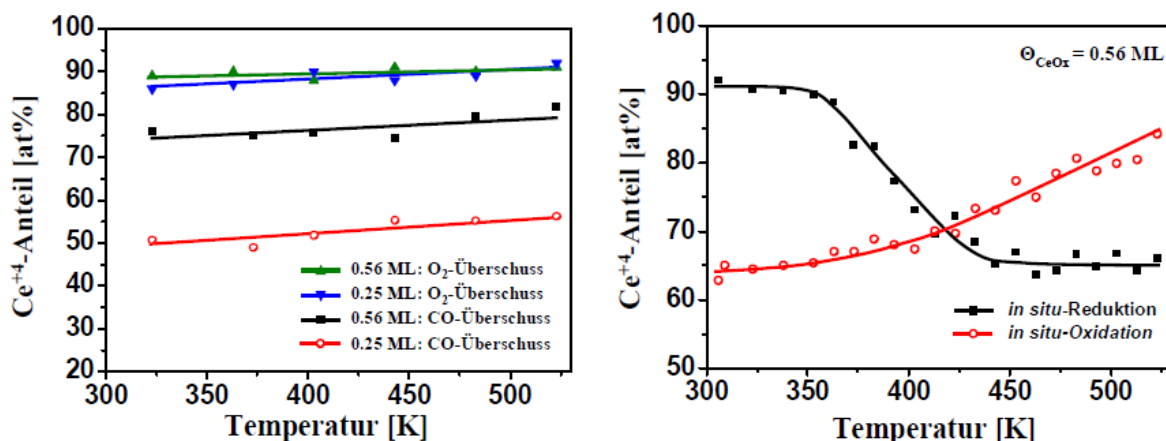 Ce⁺⁴-Anteil [at%]
100
90
80
70
60
50
40
30
20
0.56 ML: O₂-Überschuss
0.25 ML: O₂-Überschuss
0.56 ML: CO-Überschuss
0.25 ML: CO-Überschuss
300 350 400 450 500
Temperatur [K]
Ce⁺⁴-Anteil [at%]
100
90
80
70
60
50
Θ_CeOx = 0.56 ML
in situ-Reduktion
in situ-Oxidation
300 350 400 450 500
Temperatur [K]